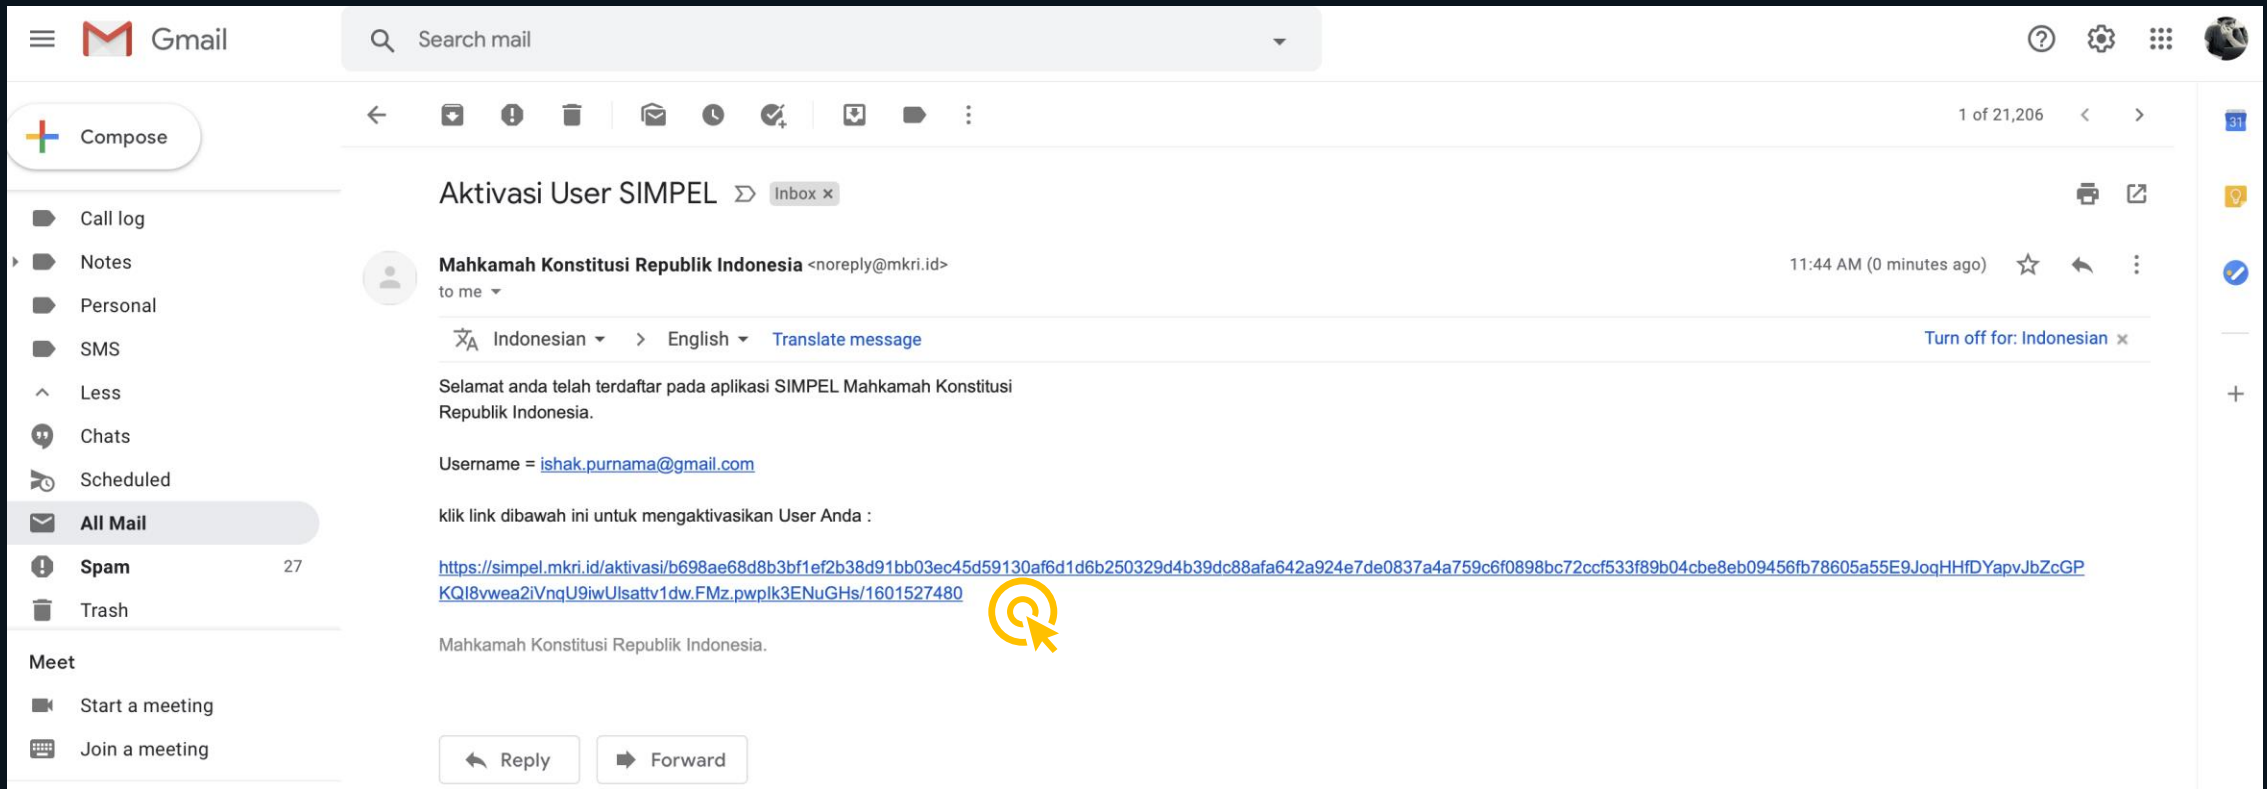 Gmail
Search mail
Compose
1 of 21,206
31
Aktivasi User SIMPEL
Inbox ×
Call log
Notes
Personal
SMS
Less
Chats
Scheduled
All Mail
Spam 27
Trash
Meet
Start a meeting
Join a meeting
Mahkamah Konstitusi Republik Indonesia <noreply@mkri.id>
11:44 AM (0 minutes ago)
to me
Indonesian > English Translate message
Turn off for: Indonesian ×
Selamat anda telah terdaftar pada aplikasi SIMPEL Mahkamah Konstitusi
Republik Indonesia.
Username = ishak.purnama@gmail.com
klik link dibawah ini untuk mengaktivasikan User Anda :
https://simpel.mkri.id/aktivasi/b698ae68d8b3bf1ef2b38d91bb03ec45d59130af6d1d6b250329d4b39dc88afa642a924e7de0837a4a759c6f0898bc72ccf533f89b04cbe8eb09456fb78605a55E9JoqHHfDYapvJbZcGP
KQI8vwea2iVnqU9iwUlsattv1dw.FMz.pwplk3ENuGHs/1601527480
Mahkamah Konstitusi Republik Indonesia.
Reply
Forward